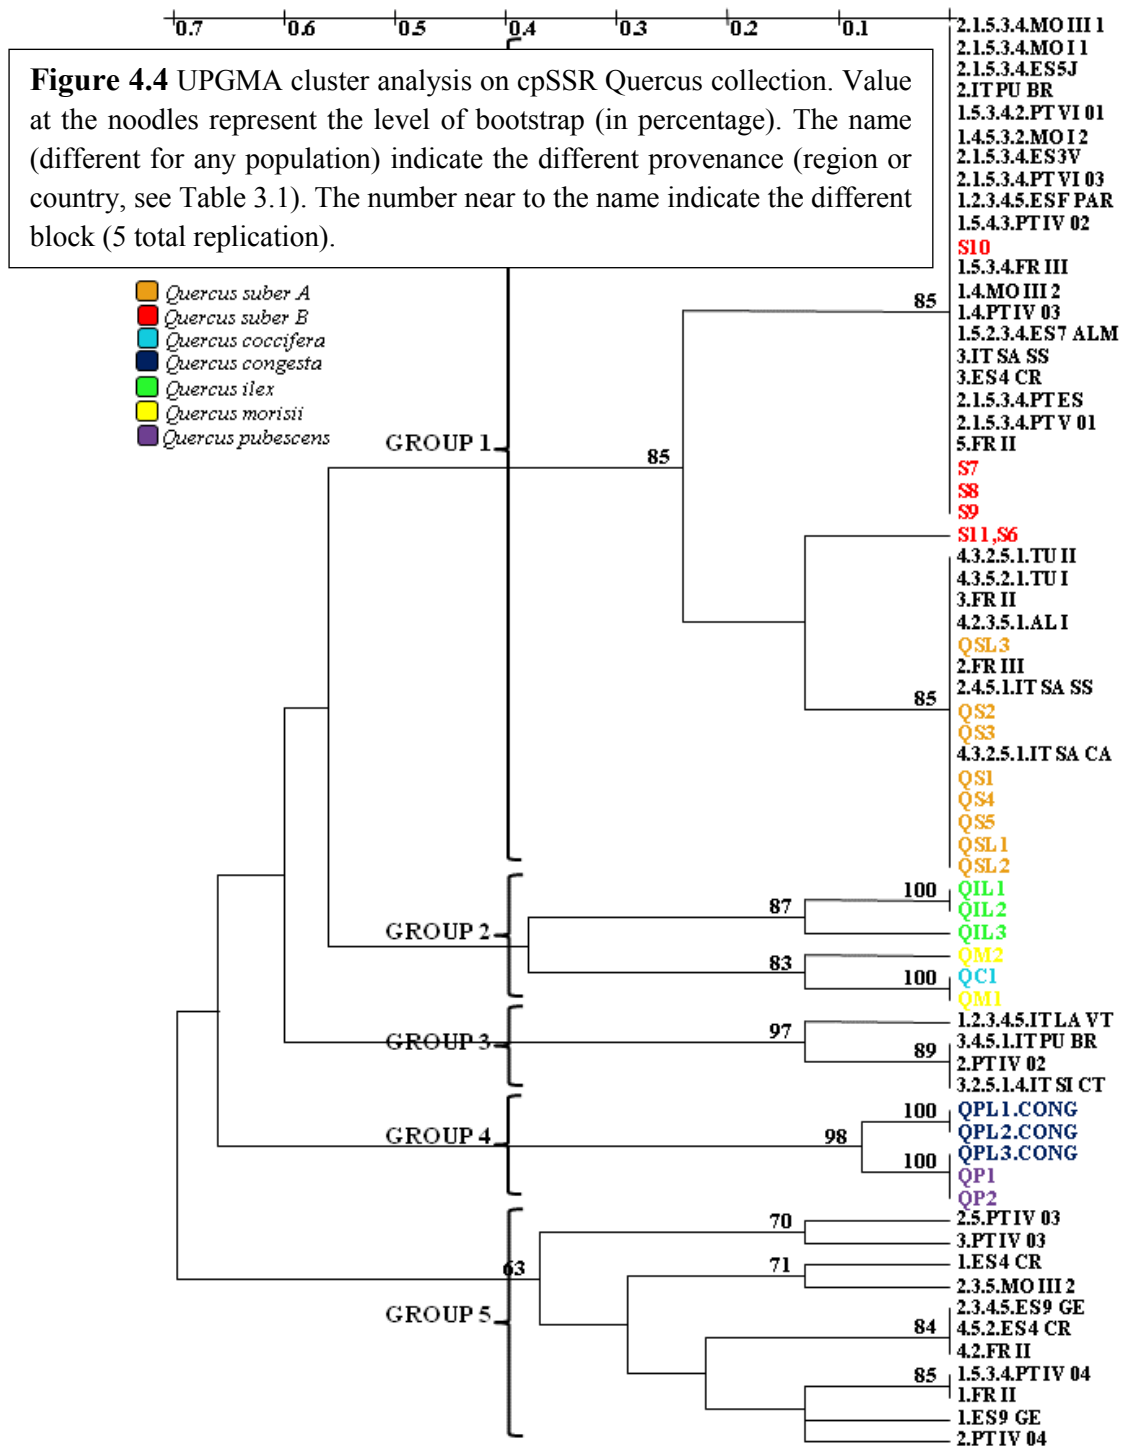 0.7 0.6 0.5 0.4 0.3 0.2 0.1
Figure 4.4 UPGMA cluster analysis on cpSSR Quercus collection. Value
at the noodles represent the level of bootstrap (in percentage). The name
(different for any population) indicate the different provenance (region or
country, see Table 3.1). The number near to the name indicate the different
block (5 total replication).
Quercus suber A
Quercus suber B
Quercus coccifera
Quercus congesta
Quercus ilex
Quercus morisii
Quercus pubescens
GROUP 1
GROUP 2
GROUP 3
GROUP 4
GROUP 5
85
85
85
100
87
83
100
97
89
100
98
100
70
63
71
84
85
2.1.5.3.4.MO III 1
2.1.5.3.4.MO I 1
2.1.5.3.4.ES5J
2.IT PU BR
1.5.3.4.2.PT VI 01
1.4.5.3.2.MO I 2
2.1.5.3.4.ES3V
2.1.5.3.4.PT VI 03
1.2.3.4.5.ESF PAR
1.5.4.3.PT IV 02
S10
1.5.3.4.FR III
1.4.MO III 2
1.4.PT IV 03
1.5.2.3.4.ES7 ALM
3.IT SA SS
3.ES4 CR
2.1.5.3.4.PT ES
2.1.5.3.4.PT V 01
5.FR II
S7
S8
S9
S11,S6
4.3.2.5.1.TU II
4.3.5.2.1.TU I
3.FR II
4.2.3.5.1.AL I
QSL3
2.FR III
2.4.5.1.IT SA SS
QS2
QS3
4.3.2.5.1.IT SA CA
QS1
QS4
QS5
QSL1
QSL2
QIL1
QIL2
QIL3
QM2
QC1
QM1
1.2.3.4.5.IT LA VT
3.4.5.1.IT PU BR
2.PT IV 02
3.2.5.1.4.IT SI CT
QPL1.CONG
QPL2.CONG
QPL3.CONG
QP1
QP2
2.5.PT IV 03
3.PT IV 03
1.ES4 CR
2.3.5.MO III 2
2.3.4.5.ES9 GE
4.5.2.ES4 CR
4.2.FR II
1.5.3.4.PT IV 04
1.FR II
1.ES9 GE
2.PT IV 04